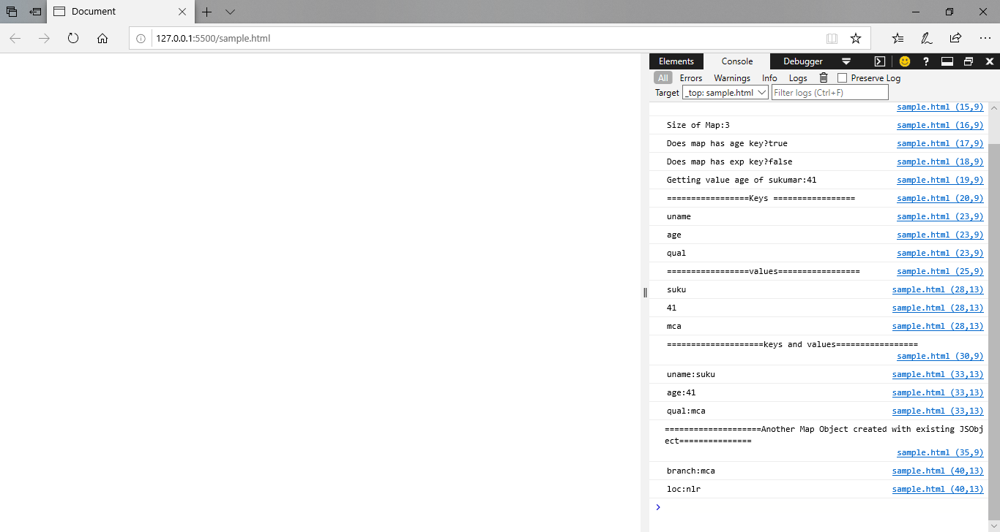 Document
127.0.0.1:5500/sample.html
Elements Console Debugger ?
All Errors Warnings Info Logs Preserve Log
Target _top: sample.html Filter logs (Ctrl+F)
sample.html (15,9)
Size of Map:3 sample.html (16,9)
Does map has age key?true sample.html (17,9)
Does map has exp key?false sample.html (18,9)
Getting value age of sukumar:41 sample.html (19,9)
=================Keys ================= sample.html (20,9)
uname sample.html (23,9)
age sample.html (23,9)
qual sample.html (23,9)
=================values================= sample.html (25,9)
suku sample.html (28,13)
41 sample.html (28,13)
mca sample.html (28,13)
====================keys and values=================
sample.html (30,9)
uname:suku sample.html (33,13)
age:41 sample.html (33,13)
qual:mca sample.html (33,13)
====================Another Map Object created with existing JSObj
ect===============
sample.html (35,9)
branch:mca sample.html (40,13)
loc:nlr sample.html (40,13)